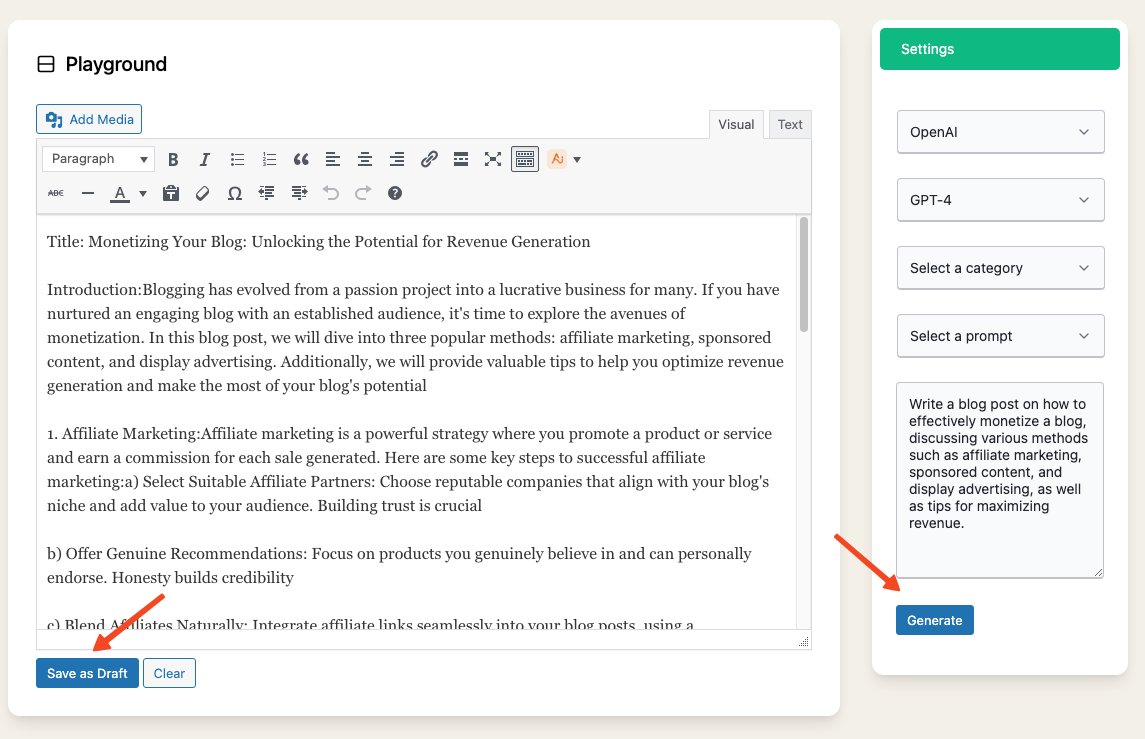 Playground
Add Media
Visual
Text
Paragraph
B
I
ABC
A
Ω
Title: Monetizing Your Blog: Unlocking the Potential for Revenue Generation
Introduction:Blogging has evolved from a passion project into a lucrative business for many. If you have
nurtured an engaging blog with an established audience, it's time to explore the avenues of
monetization. In this blog post, we will dive into three popular methods: affiliate marketing, sponsored
content, and display advertising. Additionally, we will provide valuable tips to help you optimize revenue
generation and make the most of your blog's potential
1. Affiliate Marketing:Affiliate marketing is a powerful strategy where you promote a product or service
and earn a commission for each sale generated. Here are some key steps to successful affiliate
marketing:a) Select Suitable Affiliate Partners: Choose reputable companies that align with your blog's
niche and add value to your audience. Building trust is crucial
b) Offer Genuine Recommendations: Focus on products you genuinely believe in and can personally
endorse. Honesty builds credibility
c) Blend Affiliates Naturally: Integrate affiliate links seamlessly into your blog posts, using a
Save as Draft
Clear
Settings
OpenAI
GPT-4
Select a category
Select a prompt
Write a blog post on how to
effectively monetize a blog,
discussing various methods
such as affiliate marketing,
sponsored content, and
display advertising, as well
as tips for maximizing
revenue.
Generate